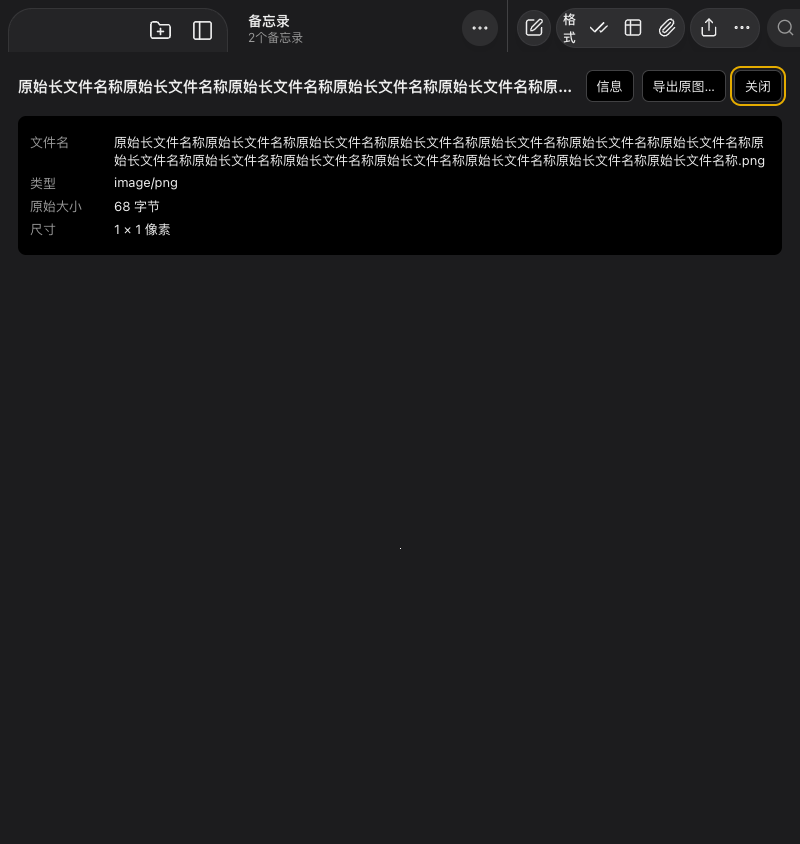 备忘录
2个备忘录
格式
原始长文件名称原始长文件名称原始长文件名称原始长文件名称原始长文件名称原...
信息
导出原图...
关闭
文件名
原始长文件名称原始长文件名称原始长文件名称原始长文件名称原始长文件名称原始长文件名称原始长文件名称原
始长文件名称原始长文件名称原始长文件名称原始长文件名称原始长文件名称原始长文件名称原始长文件名称.png
类型
image/png
原始大小
68 字节
尺寸
1 × 1 像素